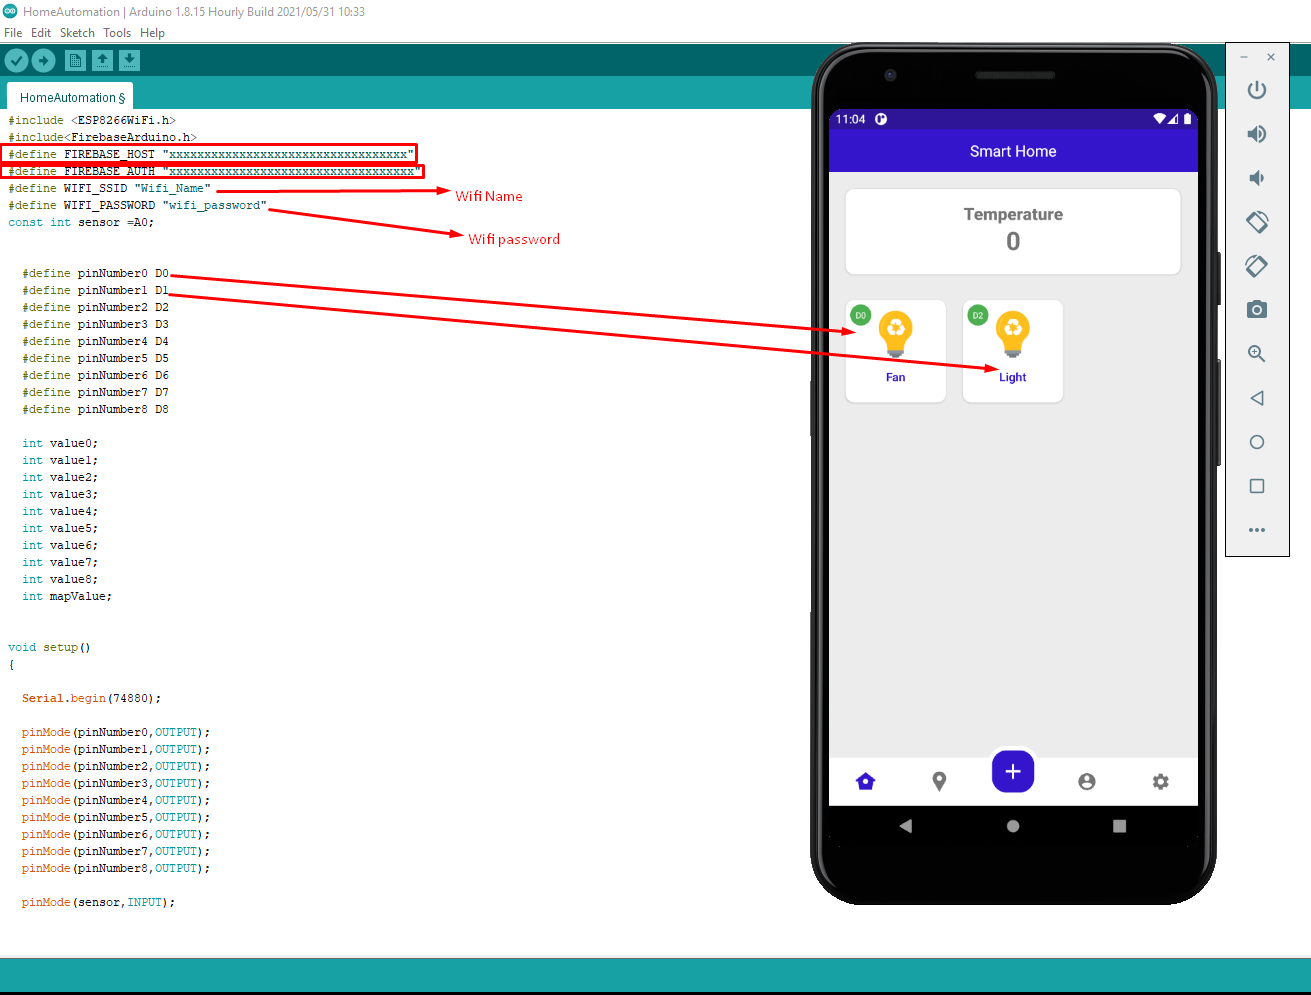 HomeAutomation | Arduino 1.8.15 Hourly Build 2021/05/31 10:33
File Edit Sketch Tools Help
HomeAutomation §
#include <ESP8266WiFi.h>
#include<FirebaseArduino.h>
#define FIREBASE_HOST "xxxxxxxxxxxxxxxxxxxxxxxxxxxxxxxxxx"
#define FIREBASE_AUTH "xxxxxxxxxxxxxxxxxxxxxxxxxxxxxxxxxxx"
#define WIFI_SSID "Wifi_Name"
#define WIFI_PASSWORD "wifi_password"
const int sensor =A0;
Wifi Name
Wifi password
#define pinNumber0 D0
#define pinNumber1 D1
#define pinNumber2 D2
#define pinNumber3 D3
#define pinNumber4 D4
#define pinNumber5 D5
#define pinNumber6 D6
#define pinNumber7 D7
#define pinNumber8 D8
int value0;
int value1;
int value2;
int value3;
int value4;
int value5;
int value6;
int value7;
int value8;
int mapValue;
void setup()
{
Serial.begin(74880);
pinMode(pinNumber0,OUTPUT);
pinMode(pinNumber1,OUTPUT);
pinMode(pinNumber2,OUTPUT);
pinMode(pinNumber3,OUTPUT);
pinMode(pinNumber4,OUTPUT);
pinMode(pinNumber5,OUTPUT);
pinMode(pinNumber6,OUTPUT);
pinMode(pinNumber7,OUTPUT);
pinMode(pinNumber8,OUTPUT);
pinMode(sensor,INPUT);
11:04
Smart Home
Temperature
0
D0
Fan
D2
Light